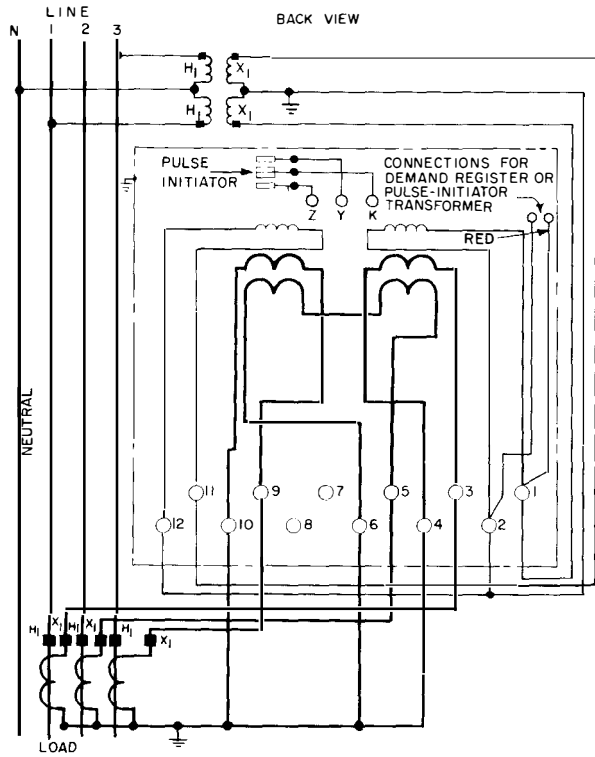 BACK VIEW
LINE
N 1 2 3
H1 X1
H1 X1
PULSE
INITIATOR
CONNECTIONS FOR
DEMAND REGISTER OR
PULSE-INITIATOR
TRANSFORMER
Z Y K
RED
NEUTRAL
11 9 7 5 3 1
12 10 8 6 4 2
H1 X1 H1 X1 H1 X1
LOAD